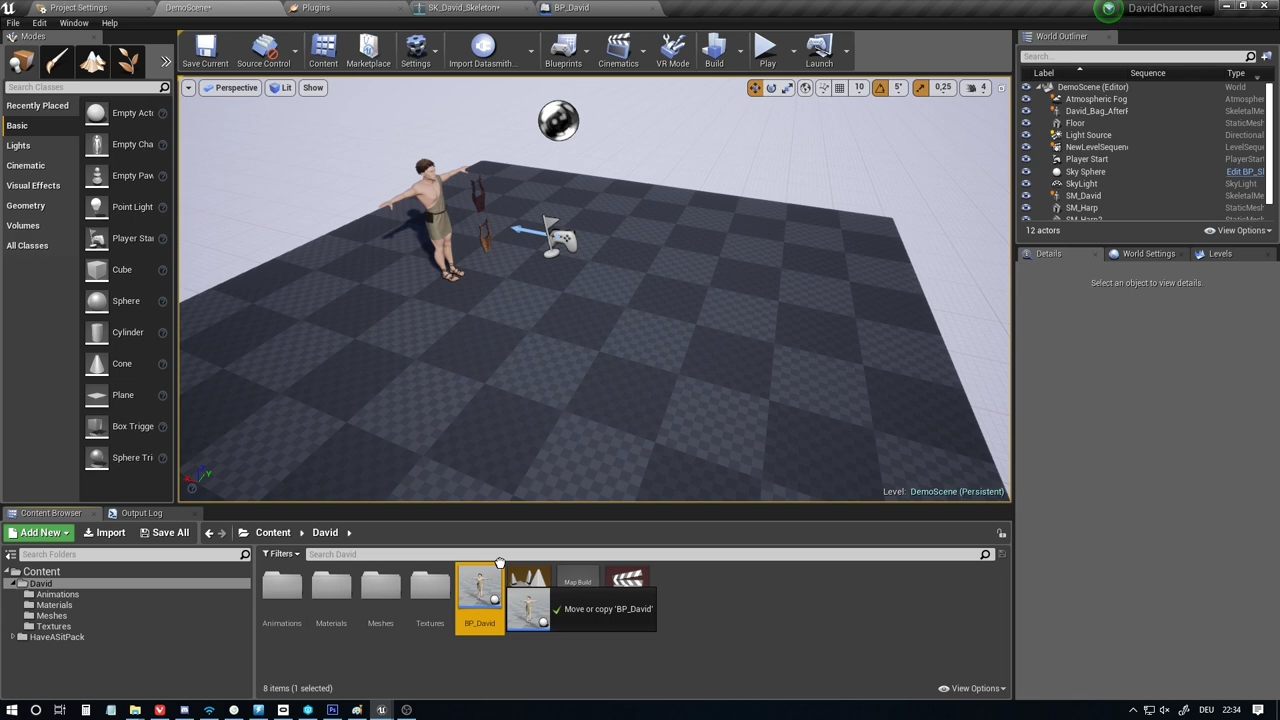 Project Settings
DemoScene*
Plugins
SK_David_Skeleton*
BP_David
DavidCharacter
File Edit Window Help
Modes
Search Classes
Recently Placed
Basic
Lights
Cinematic
Visual Effects
Geometry
Volumes
All Classes
Empty Act
Empty Cha
Empty Paw
Point Light
Player Sta
Cube
Sphere
Cylinder
Cone
Plane
Box Trigge
Sphere Tri
Save Current
Source Control
Content
Marketplace
Settings
Import Datasmith...
Blueprints
Cinematics
VR Mode
Build
Play
Launch
Perspective
Lit
Show
10
5°
0,25
4
Level: DemoScene (Persistent)
World Outliner
Search...
Label Sequence Type
DemoScene (Editor) World
Atmospheric Fog Atmospher
David_Bag_AfterF SkeletalMe
Floor StaticMesh
Light Source Directional
NewLevelSequenc LevelSeque
Player Start PlayerStart
Sky Sphere Edit BP_Sl
SkyLight SkyLight
SM_David SkeletalMe
SM_Harp StaticMesh
SM_Harp2
12 actors
View Options
Details
World Settings
Levels
Select an object to view details.
Content Browser
Output Log
Add New
Import
Save All
Content
David
Search Folders
Filters
Search David
Content
David
Animations
Materials
Meshes
Textures
HaveASitPack
Animations
Materials
Meshes
Textures
BP_David
Map Build
Move or copy 'BP_David'
8 items (1 selected)
View Options
DEU
22:34